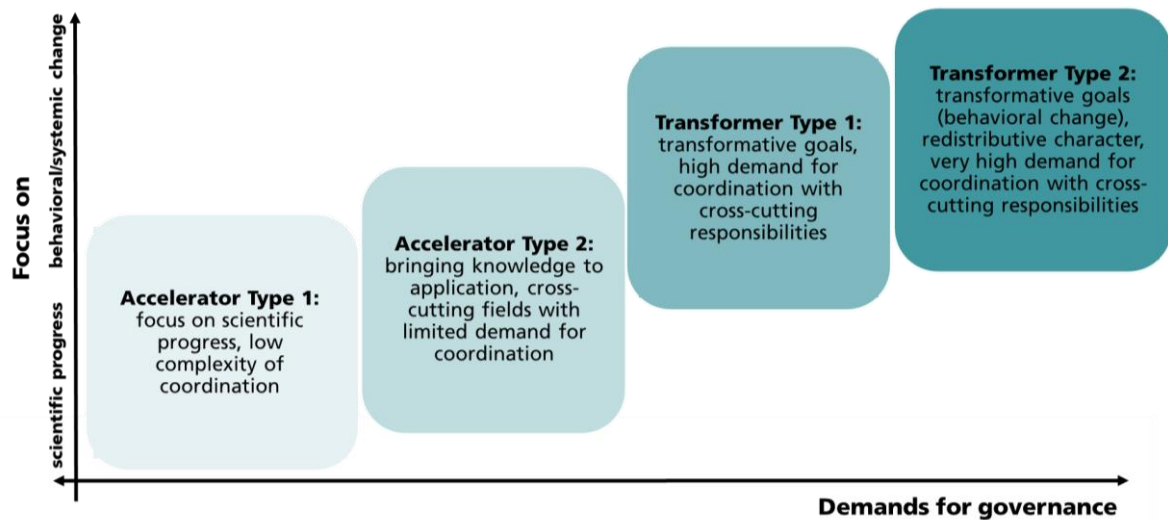 Focus on
scientific progress   behavioral/systemic change
Accelerator Type 1:
focus on scientific
progress, low
complexity of
coordination
Accelerator Type 2:
bringing knowledge to
application, cross-
cutting fields with
limited demand for
coordination
Transformer Type 1:
transformative goals,
high demand for
coordination with
cross-cutting
responsibilities
Transformer Type 2:
transformative goals
(behavioral change),
redistributive character,
very high demand for
coordination with cross-
cutting responsibilities
Demands for governance